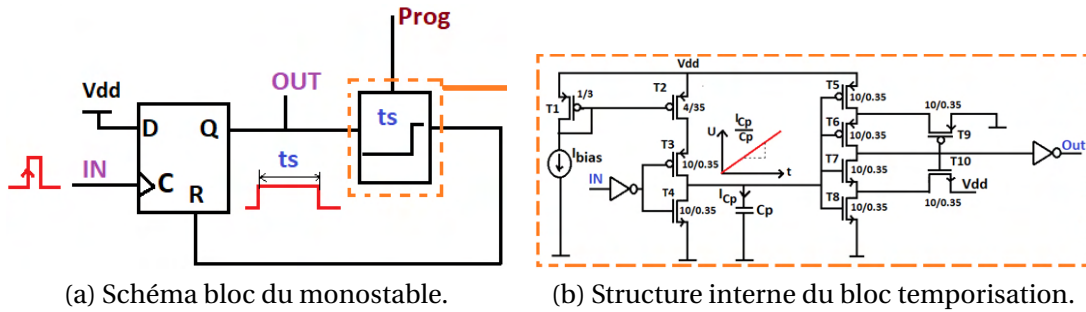 Prog
Vdd
OUT
D
Q
ts
IN
C
ts
R
(a) Schéma bloc du monostable.
Vdd
T1
1/3
T2
4/35
T5
10/0.35
10/0.35
T6
10/0.35
T9
Ibias
T3
10/0.35
U
ICp
Cp
t
IN
T4
10/0.35
ICp
Cp
T7
10/0.35
T10
Out
Vdd
T8
10/0.35
10/0.35
(b) Structure interne du bloc temporisation.